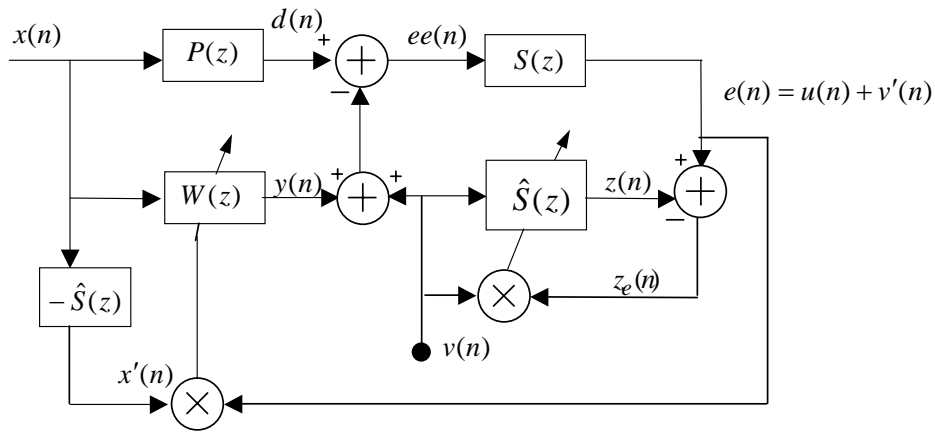 x(n)
P(z)
d(n)
+
+
−
ee(n)
S(z)
e(n) = u(n) + v′(n)
W(z)
y(n)
+
+
+
Ŝ(z)
z(n)
+
+
−
− Ŝ(z)
×
z_e(n)
v(n)
x′(n)
×